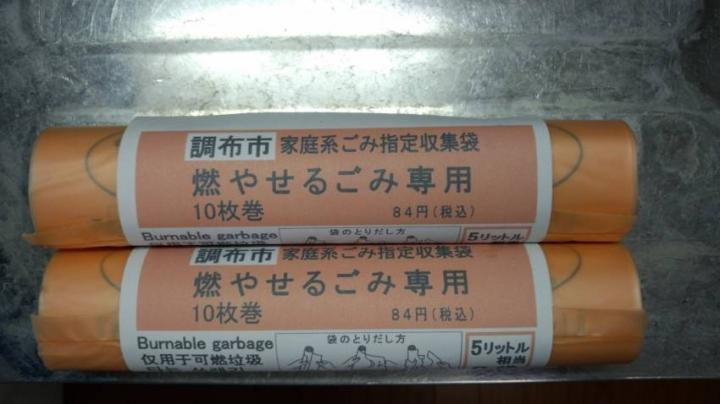 調布市 家庭系ごみ指定収集袋
燃やせるごみ専用
10枚巻 84円(税込)
Burnable garbage 袋のとりだし方 5リットル
调布市 家庭系ごみ指定収集袋
燃やせるごみ専用
10枚巻 84円(税込)
Burnable garbage 袋のとりだし方 5リットル
仅用于可燃垃圾 相当